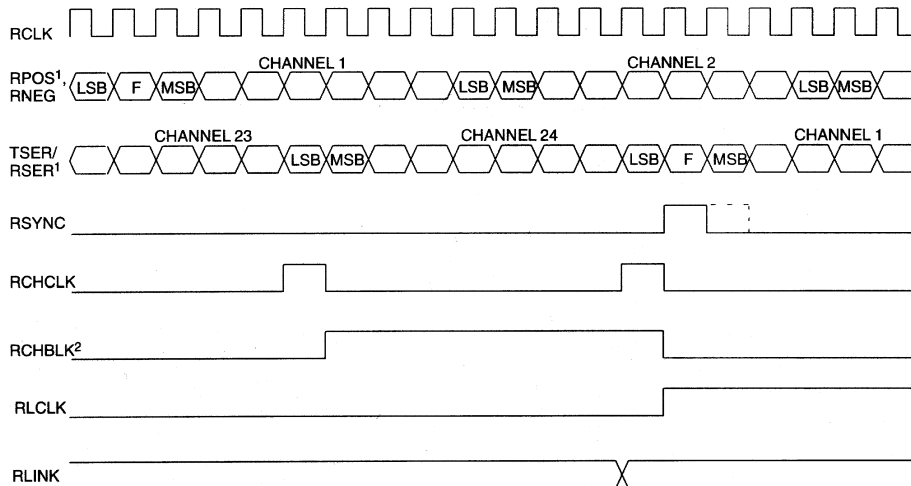 RCLK
CHANNEL 1 CHANNEL 2
RPOS¹,
RNEG
LSB F MSB LSB MSB LSB MSB
CHANNEL 23 CHANNEL 24 CHANNEL 1
TSER/
RSER¹
LSB MSB LSB F MSB
RSYNC
RCHCLK
RCHBLK²
RLCLK
RLINK